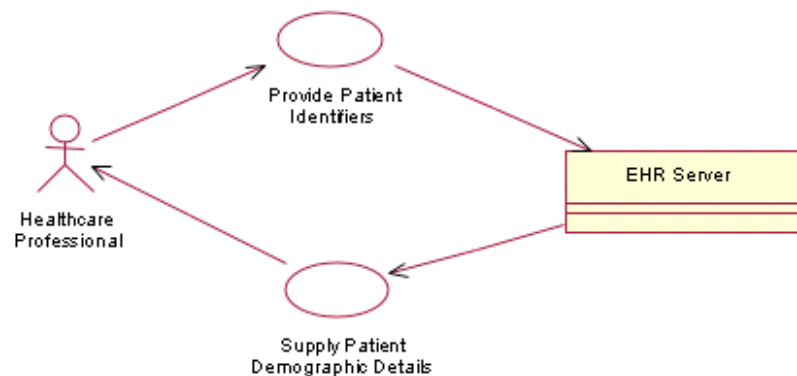 Provide Patient
Identifiers
EHR Server
Healthcare
Professional
Supply Patient
Demographic Details